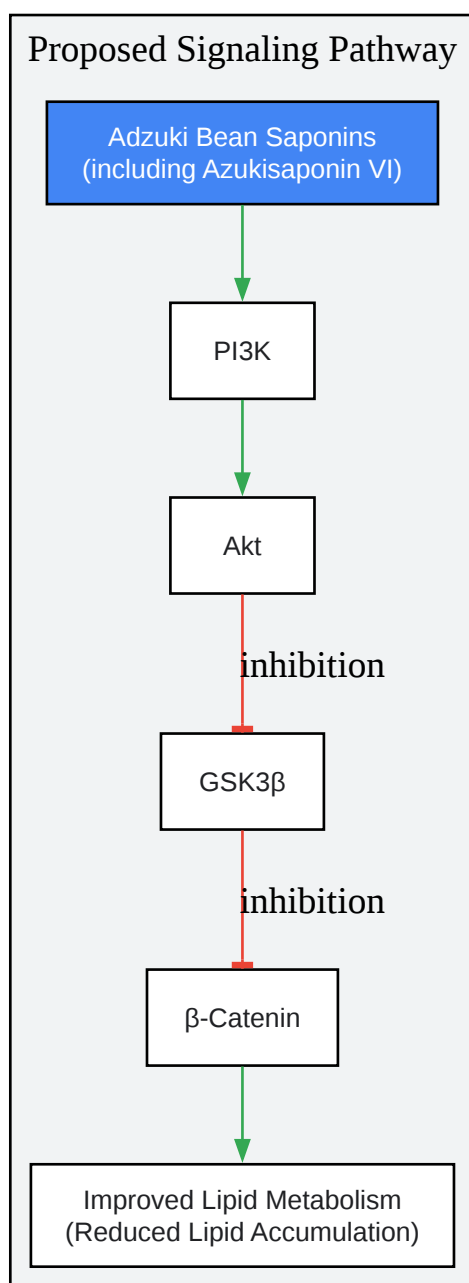 Proposed Signaling Pathway
Adzuki Bean Saponins
(including Azukisaponin VI)
PI3K
Akt
inhibition
GSK3β
inhibition
β-Catenin
Improved Lipid Metabolism
(Reduced Lipid Accumulation)